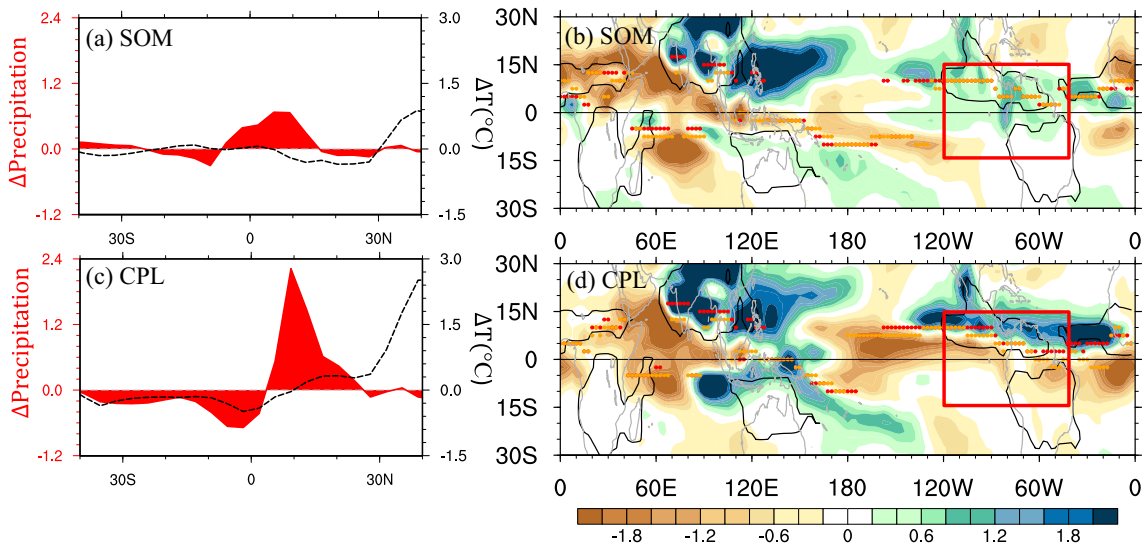 (a) SOM
ΔPrecipitation
2.4
1.2
0.0
-1.2
3.0
1.5
0.0
-1.5
ΔT(°C)
30S 0 30N
(b) SOM
30N
15N
0
15S
30S
0 60E 120E 180 120W 60W 0
(c) CPL
ΔPrecipitation
2.4
1.2
0.0
-1.2
3.0
1.5
0.0
-1.5
ΔT(°C)
30S 0 30N
(d) CPL
30N
15N
0
15S
30S
0 60E 120E 180 120W 60W 0
-1.8 -1.2 -0.6 0 0.6 1.2 1.8